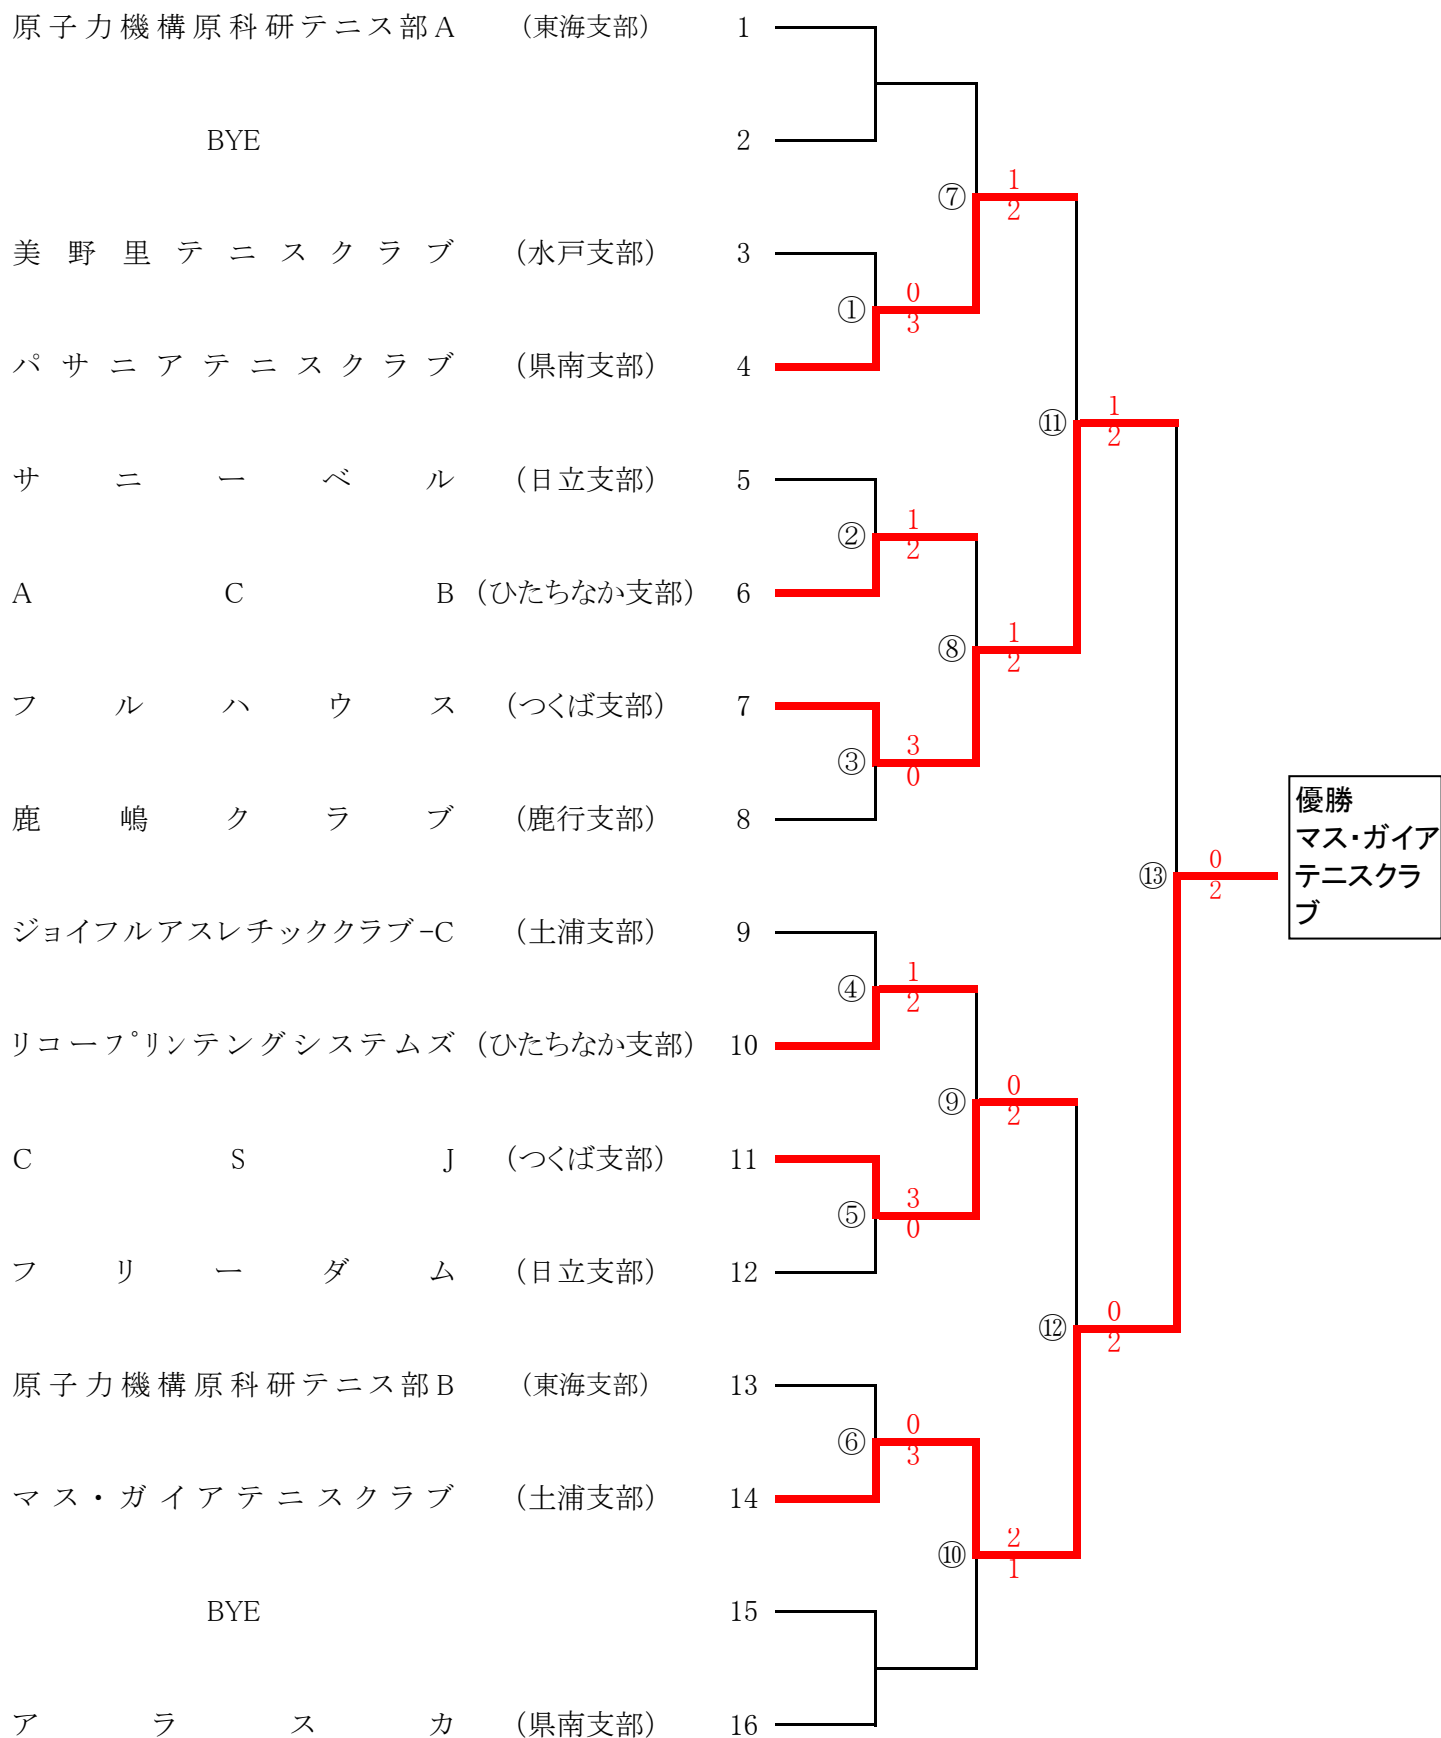 原子力機構原科研テニス部A （東海支部） 1
BYE 2
1
⑦
2
美野里テニスクラブ （水戸支部） 3
0
①
3
パサニアテニスクラブ （県南支部） 4
1
⑪
2
サニーベル （日立支部） 5
1
②
2
ACB （ひたちなか支部） 6
1
⑧
2
フルハウス （つくば支部） 7
3
③
0
鹿嶋クラブ （鹿行支部） 8
優勝
マス・ガイア
テニスクラ
ブ
0
⑬
2
ジョイフルアスレチッククラブ-C （土浦支部） 9
1
④
2
リコープリンテングシステムズ （ひたちなか支部） 10
0
⑨
2
CSJ （つくば支部） 11
3
⑤
0
フリーダム （日立支部） 12
0
⑫
2
原子力機構原科研テニス部B （東海支部） 13
0
⑥
3
マス・ガイアテニスクラブ （土浦支部） 14
2
⑩
1
BYE 15
アラスカ （県南支部） 16